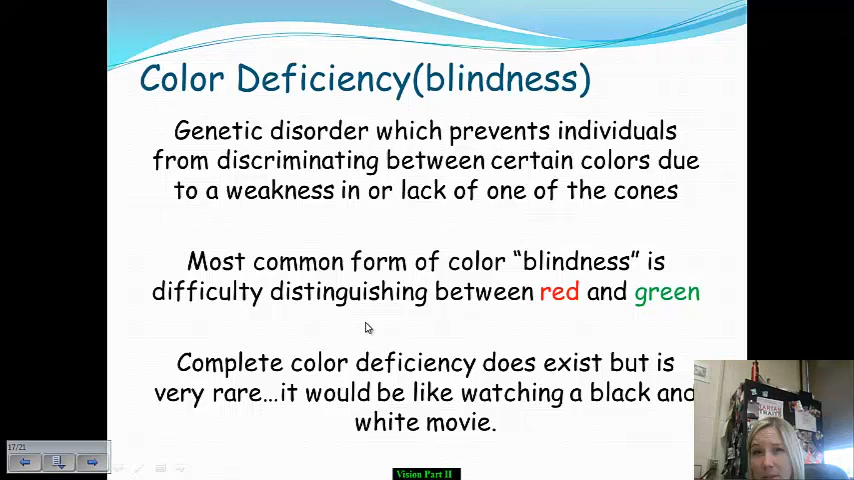 Color Deficiency(blindness)
Genetic disorder which prevents individuals
from discriminating between certain colors due
to a weakness in or lack of one of the cones
Most common form of color “blindness” is
difficulty distinguishing between red and green
Complete color deficiency does exist but is
very rare…it would be like watching a black and
white movie.
17/21
Vision Part II